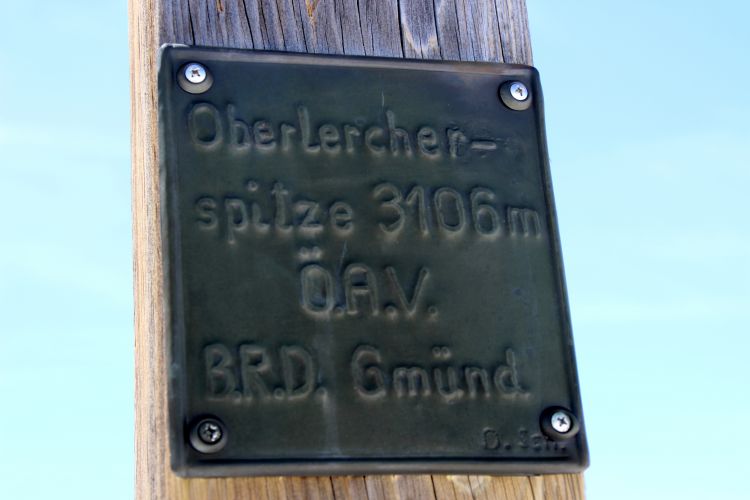 OberLercher-
spitze 3106m
Ö.A.V.
B.R.D. Gmünd